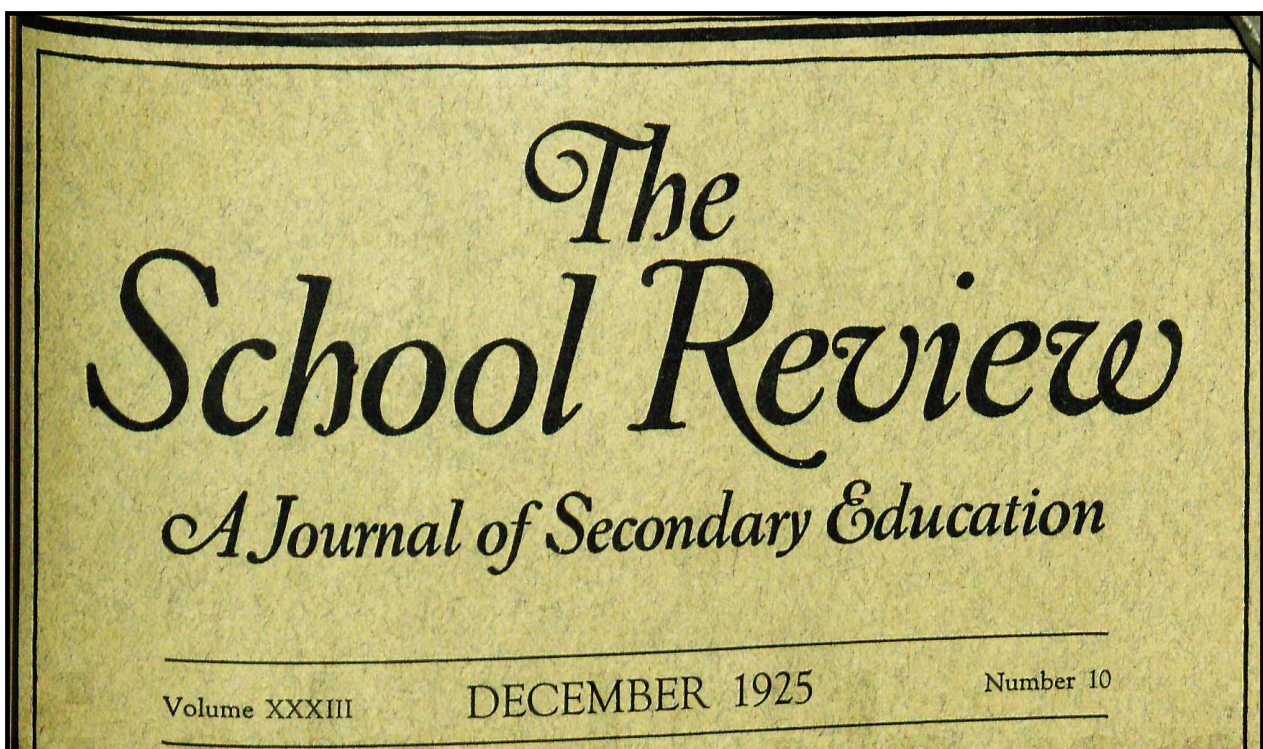 The
School Review
A Journal of Secondary Education
Volume XXXIII DECEMBER 1925 Number 10